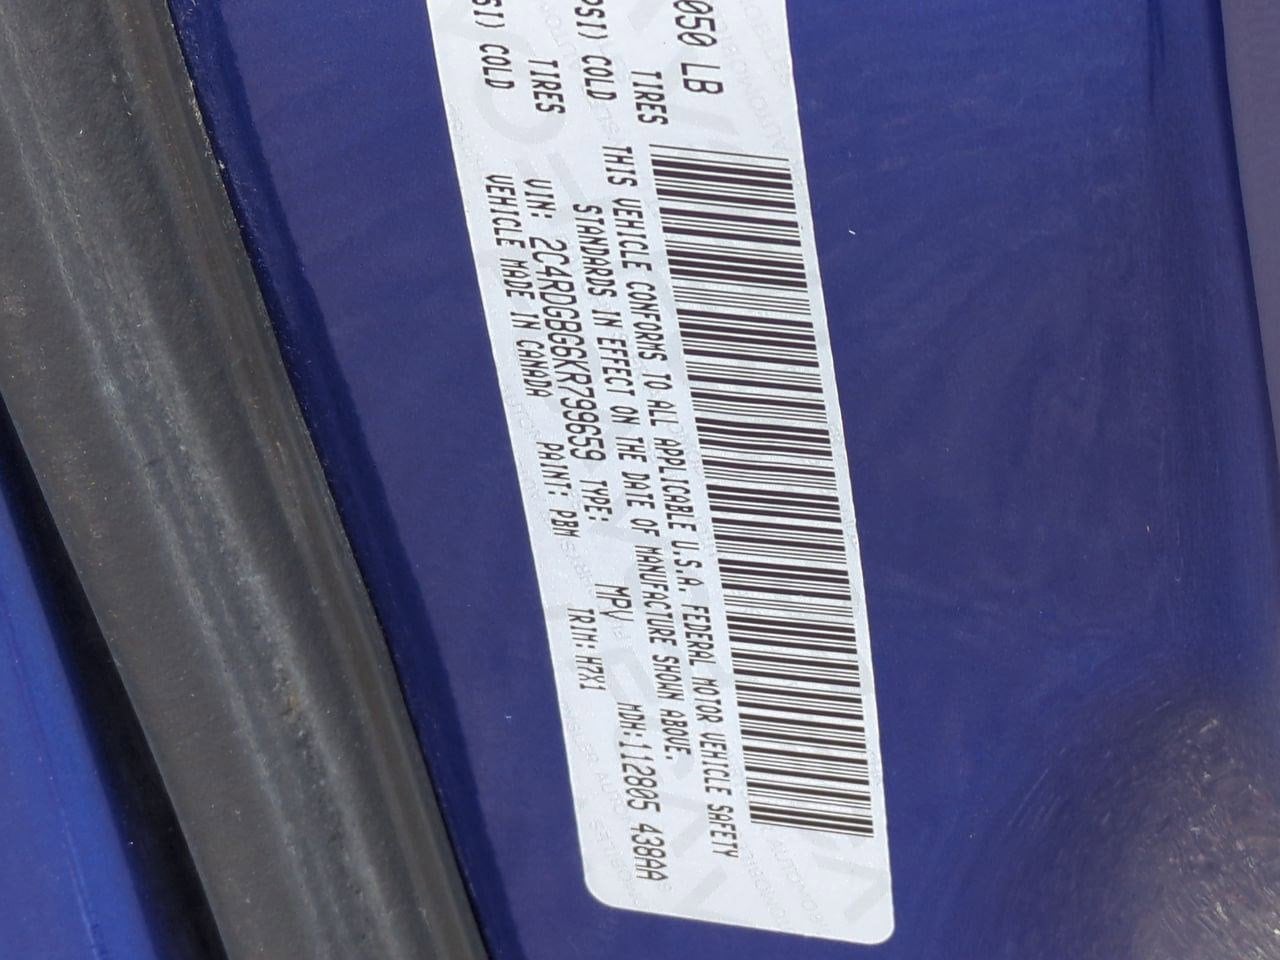 050 LB
TIRES
PSI) COLD
TIRES
SI) COLD
THIS VEHICLE CONFORMS TO ALL APPLICABLE U.S.A. FEDERAL MOTOR VEHICLE SAFETY
STANDARDS IN EFFECT ON THE DATE OF MANUFACTURE SHOWN ABOVE.
VIN: 2C4RDGBG6KR799659 TYPE: MPV MDH:112805 438AA
VEHICLE MADE IN CANADA PAINT: PBM TRIM: H7X1